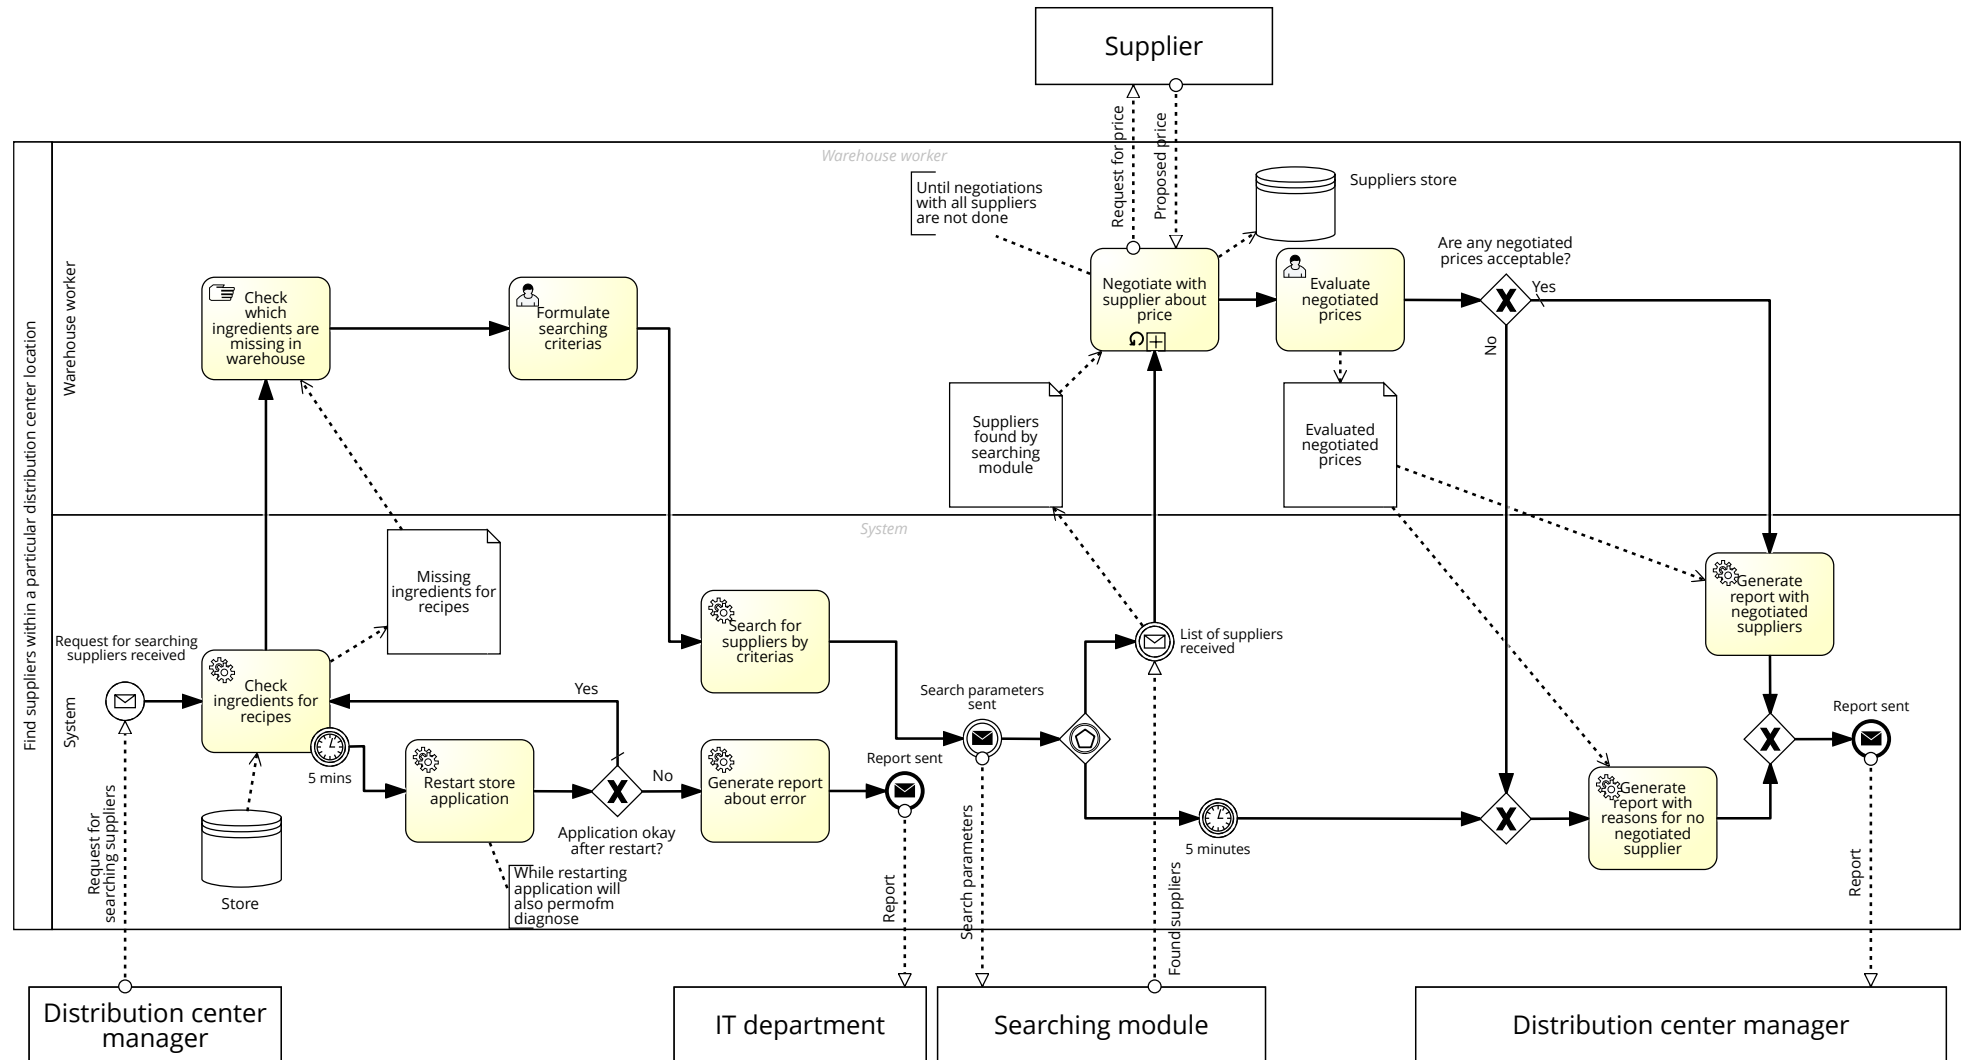 Supplier
Request for price
Proposed price
Find suppliers within a particular distribution center location
Warehouse worker
Warehouse worker
Until negotiations
with all suppliers
are not done
Suppliers store
Check
which
ingredients are
missing in
warehouse
Formulate
searching
criterias
Negotiate with
supplier about
price
Evaluate
negotiated
prices
Are any negotiated
prices acceptable?
Yes
No
Suppliers
found by
searching
module
Evaluated
negotiated
prices
System
System
Missing
ingredients for
recipes
Request for searching
suppliers received
Check
ingredients for
recipes
5 mins
Store
Request for
searching suppliers
Yes
Restart store
application
While restarting
application will
also permofm
diagnose
Application okay
after restart?
No
Generate report
about error
Report sent
Report
Search for
suppliers by
criterias
Search parameters
sent
Search parameters
List of suppliers
received
Found suppliers
5 minutes
Generate
report with
negotiated
suppliers
Generate
report with
reasons for no
negotiated
supplier
Report sent
Report
Distribution center
manager
IT department
Searching module
Distribution center manager